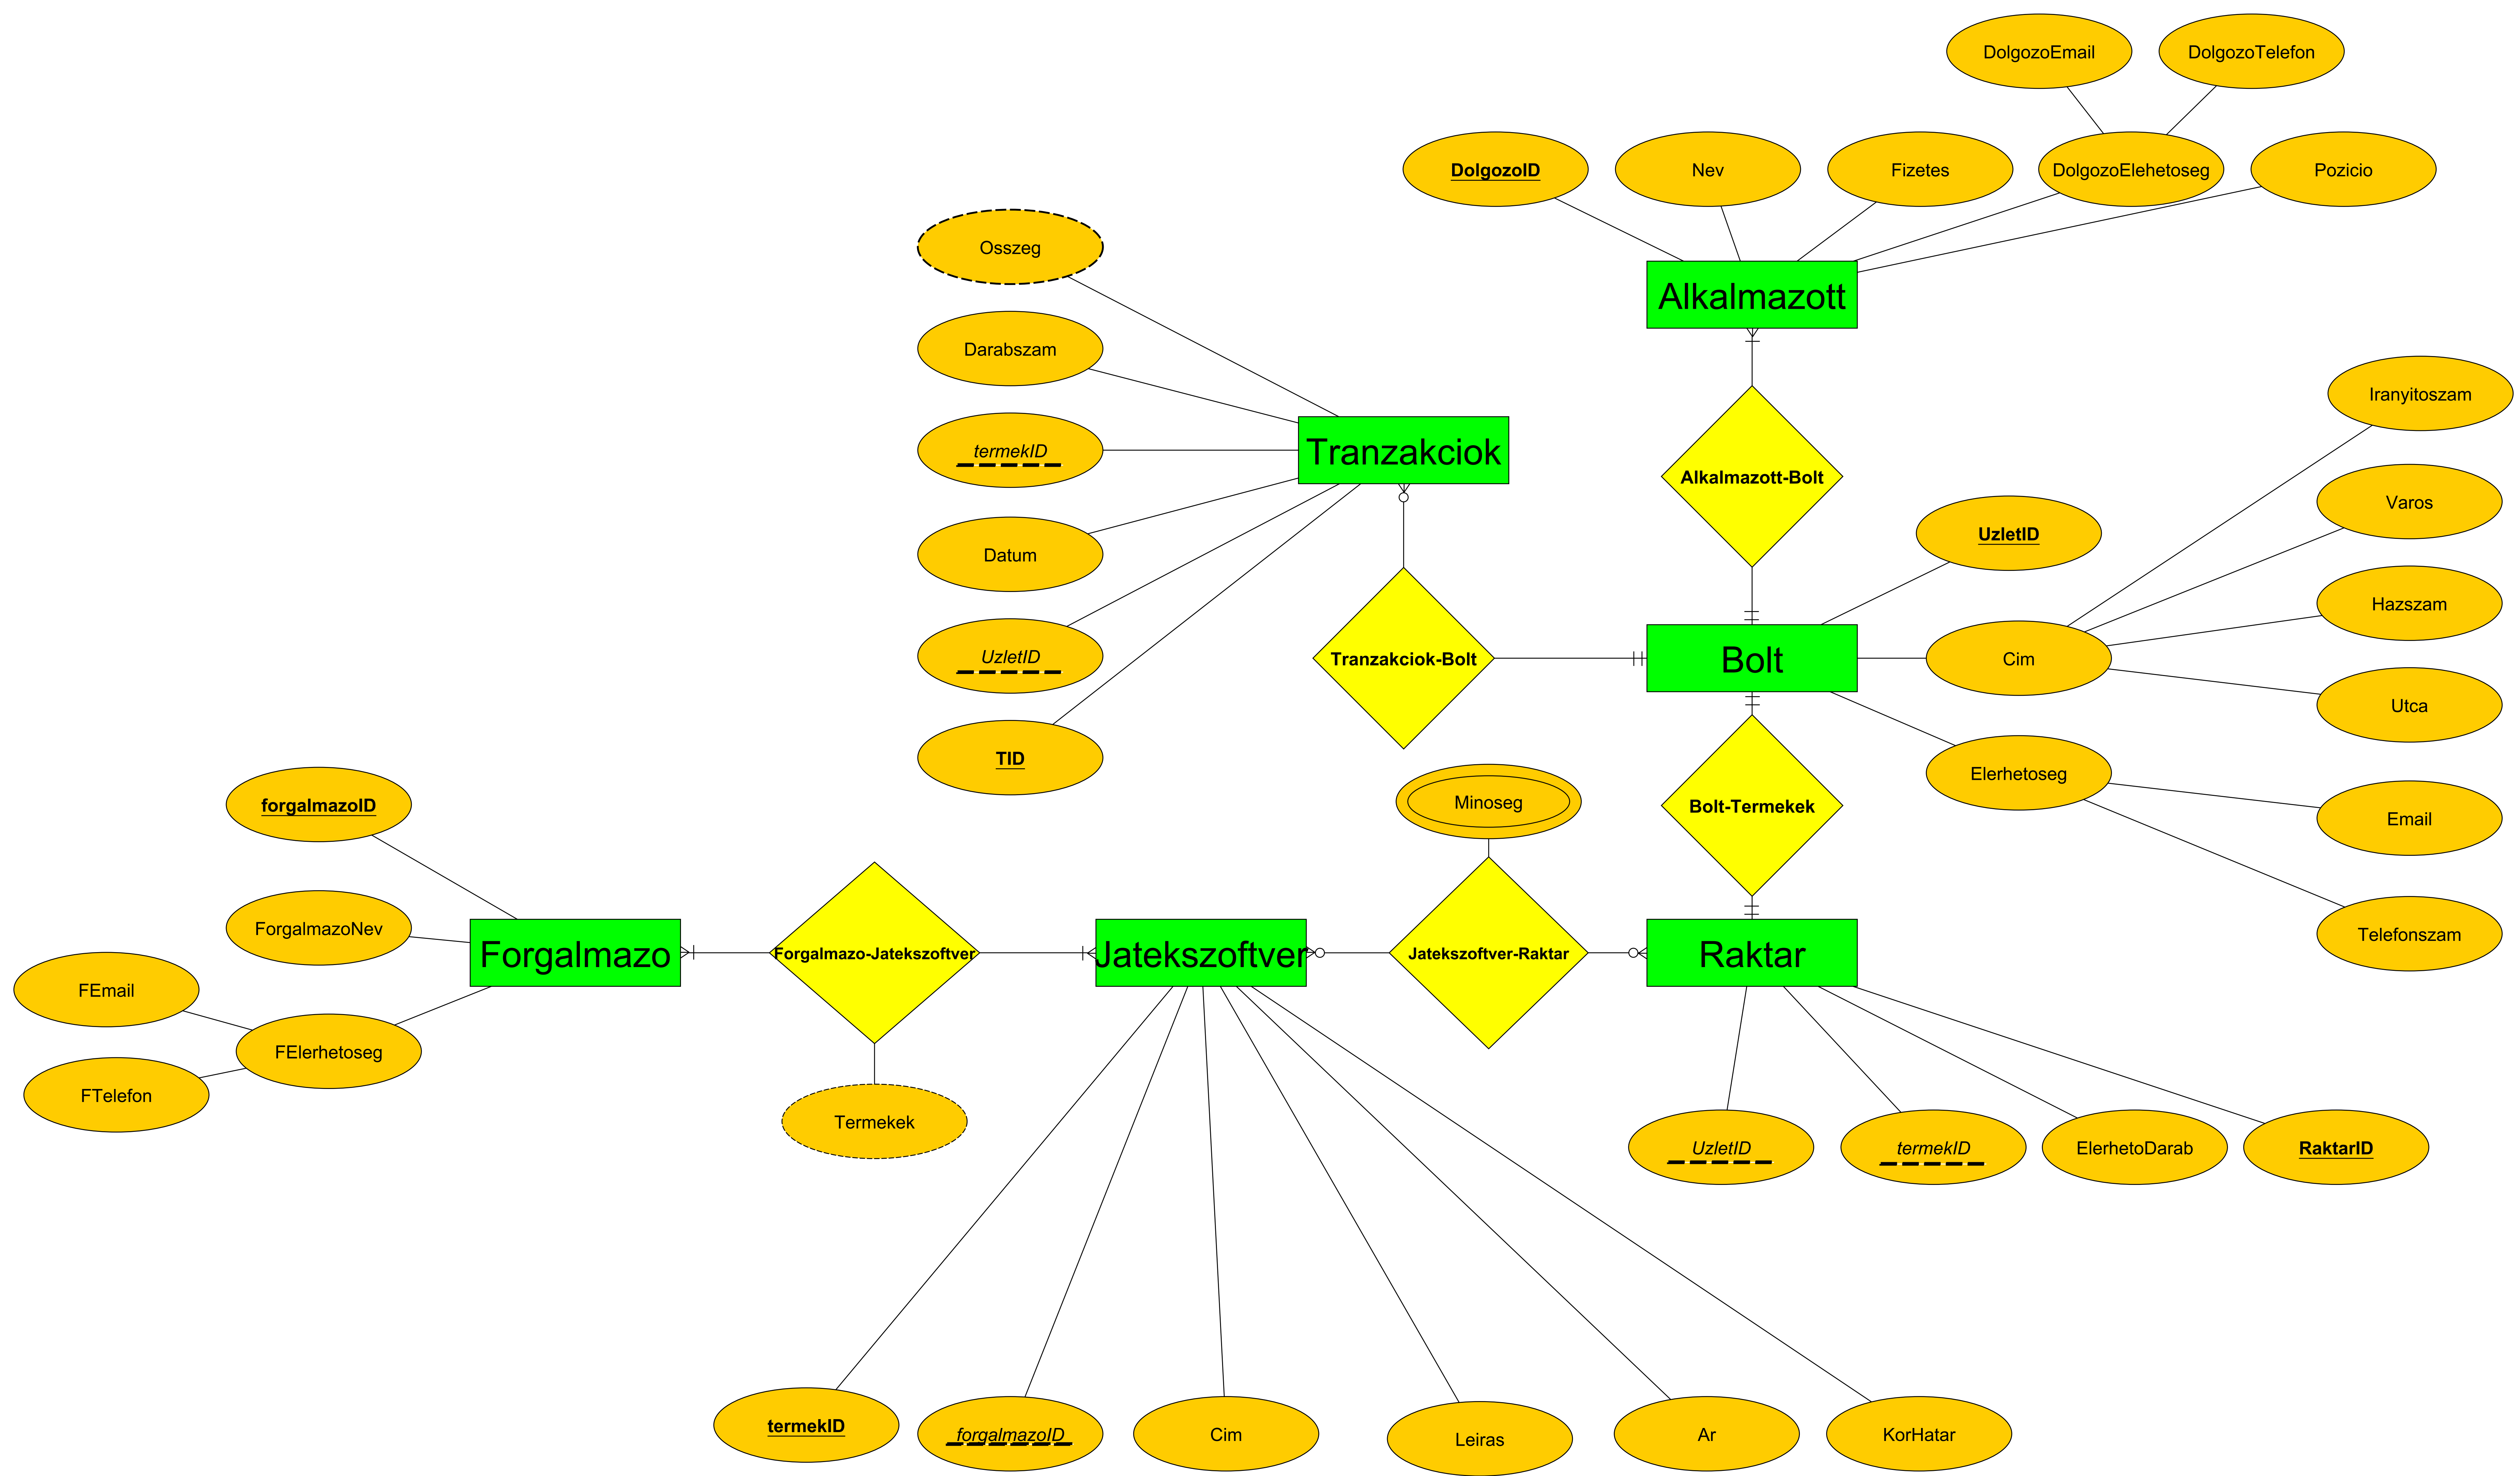 DolgozoEmail
DolgozoTelefon
DolgozoID
Nev
Fizetes
DolgozoElehetoseg
Pozicio
Osszeg
Alkalmazott
Darabszam
Iranyitoszam
termekID
Tranzakciok
Alkalmazott-Bolt
Varos
UzletID
Datum
Hazszam
UzletID
Tranzakciok-Bolt
Bolt
Cim
Utca
TID
Elerhetoseg
Minoseg
forgalmazoID
Bolt-Termekek
Email
ForgalmazoNev
Telefonszam
Forgalmazo
Forgalmazo-Jatekszoftver
Jatekszoftver
Jatekszoftver-Raktar
Raktar
FEmail
FElerhetoseg
FTelefon
Termekek
UzletID
termekID
ElerhetoDarab
RaktarID
termekID
forgalmazoID
Cim
Leiras
Ar
KorHatar